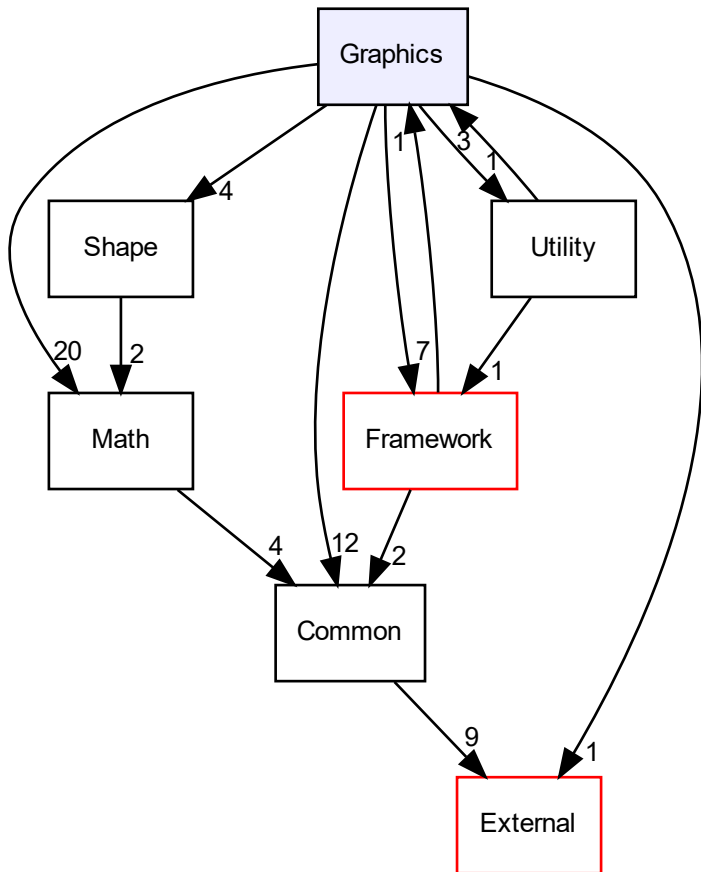 Graphics
1
3
1
4
Shape
Utility
20
2
7
1
Math
Framework
4
12
2
Common
9
1
External